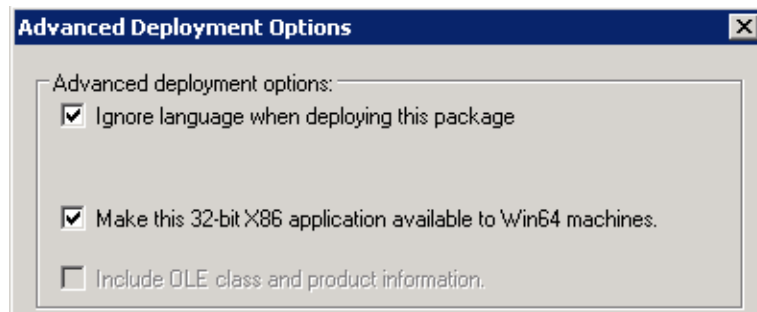 Advanced Deployment Options
Advanced deployment options:
Ignore language when deploying this package
Make this 32-bit X86 application available to Win64 machines.
Include OLE class and product information.